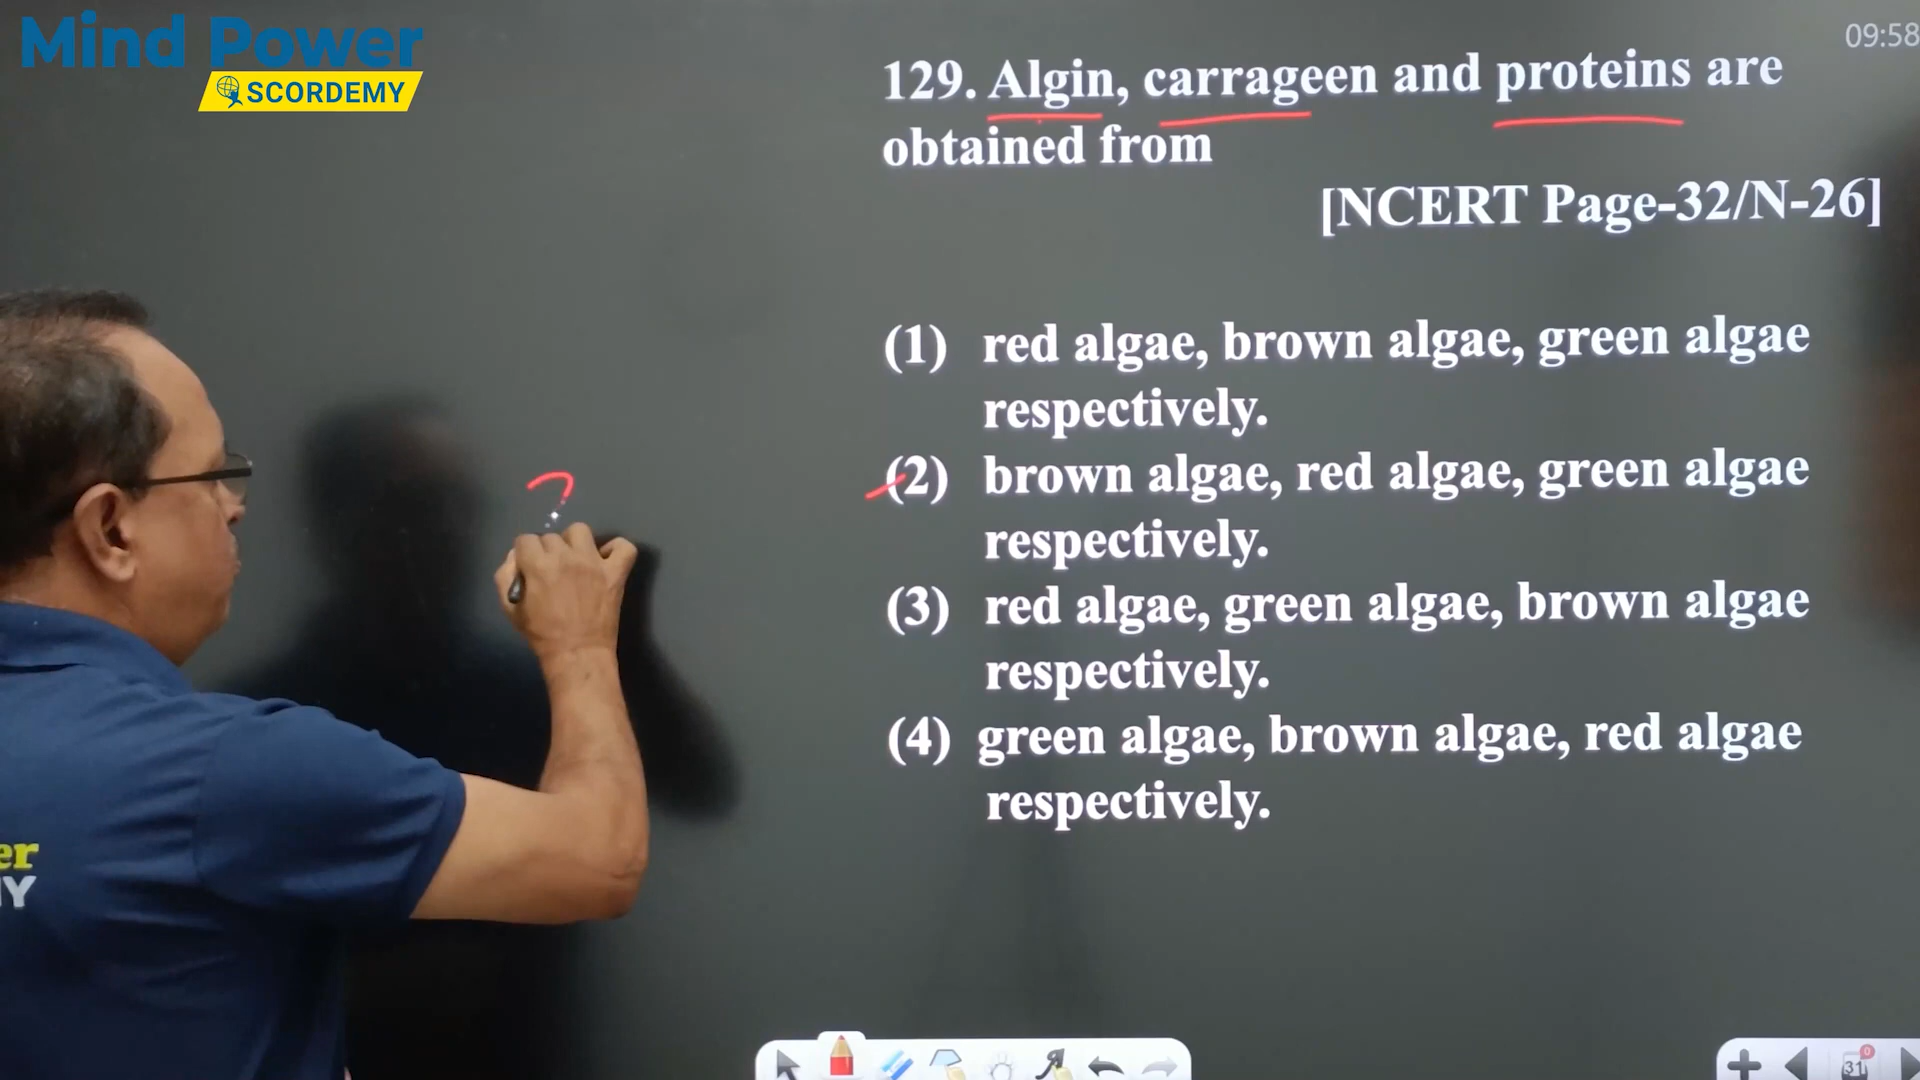 Mind Power
SCORDEMY
09:58
129. Algin, carrageen and proteins are
obtained from
[NCERT Page-32/N-26]
(1) red algae, brown algae, green algae
respectively.
(2) brown algae, red algae, green algae
respectively.
(3) red algae, green algae, brown algae
respectively.
(4) green algae, brown algae, red algae
respectively.
er
MY
31
0